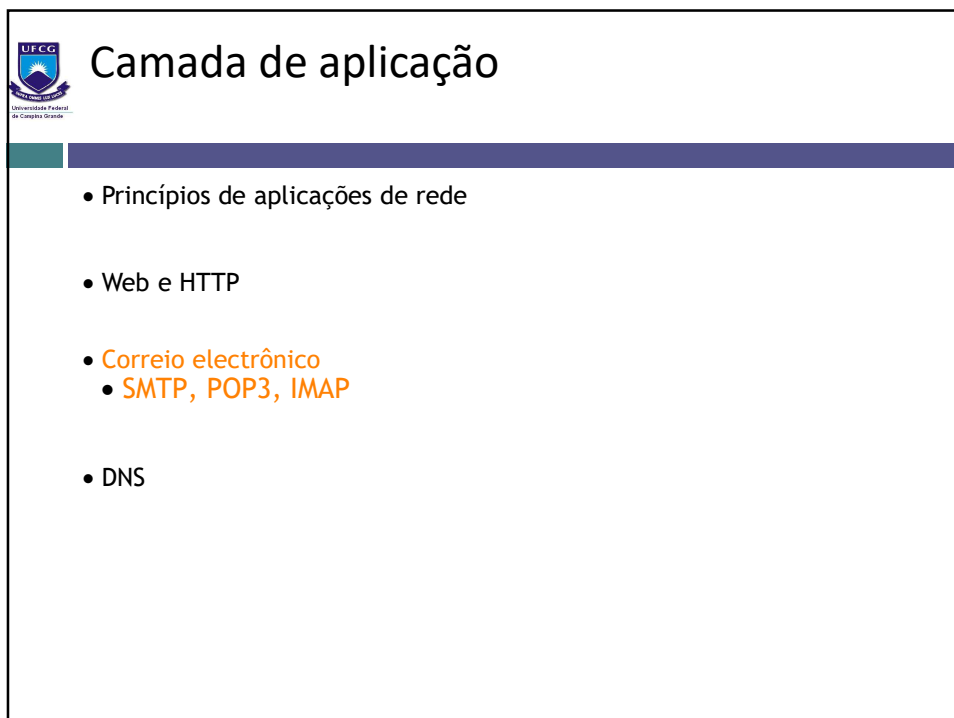 UFCG
Universidade Federal
de Campina Grande
Camada de aplicação
• Princípios de aplicações de rede
• Web e HTTP
• Correio electrônico
• SMTP, POP3, IMAP
• DNS